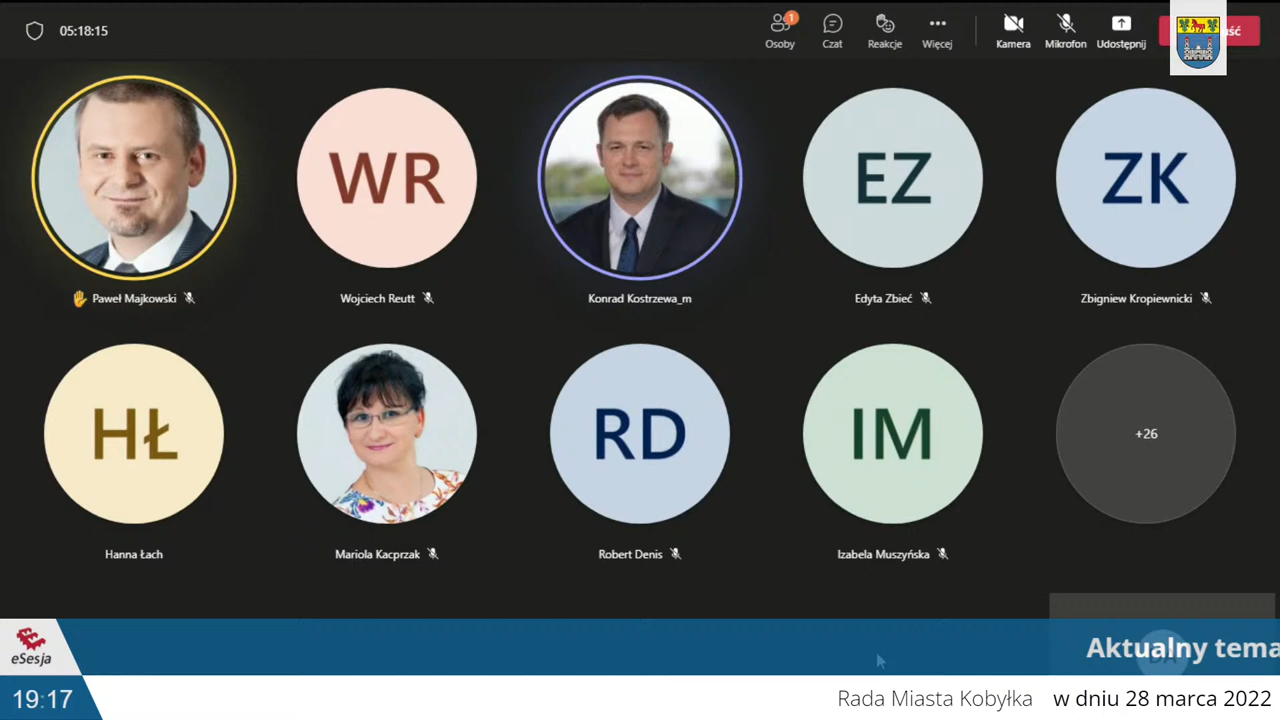 05:18:15
1
Osoby
Czat
Reakcje
Więcej
Kamera
Mikrofon
Udostępnij
ść
WR
EZ
ZK
Paweł Majkowski
Wojciech Reutt
Konrad Kostrzewa_m
Edyta Zbieć
Zbigniew Kropiewnicki
HŁ
RD
IM
+26
Hanna Łach
Mariola Kacprzak
Robert Denis
Izabela Muszyńska
eSesja
Aktualny tema
19:17
Rada Miasta Kobyłka w dniu 28 marca 2022